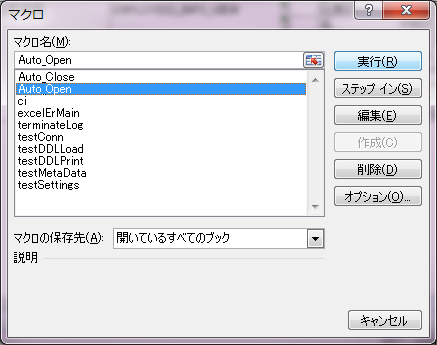 マクロ
マクロ名(M):
Auto_Open
Auto_Close
Auto_Open
ci
excelErMain
terminateLog
testConn
testDDLLoad
testDDLPrint
testMetaData
testSettings
実行(R)
ステップ イン(S)
編集(E)
作成(C)
削除(D)
オプション(O)...
マクロの保存先(A):
開いているすべてのブック
説明
キャンセル